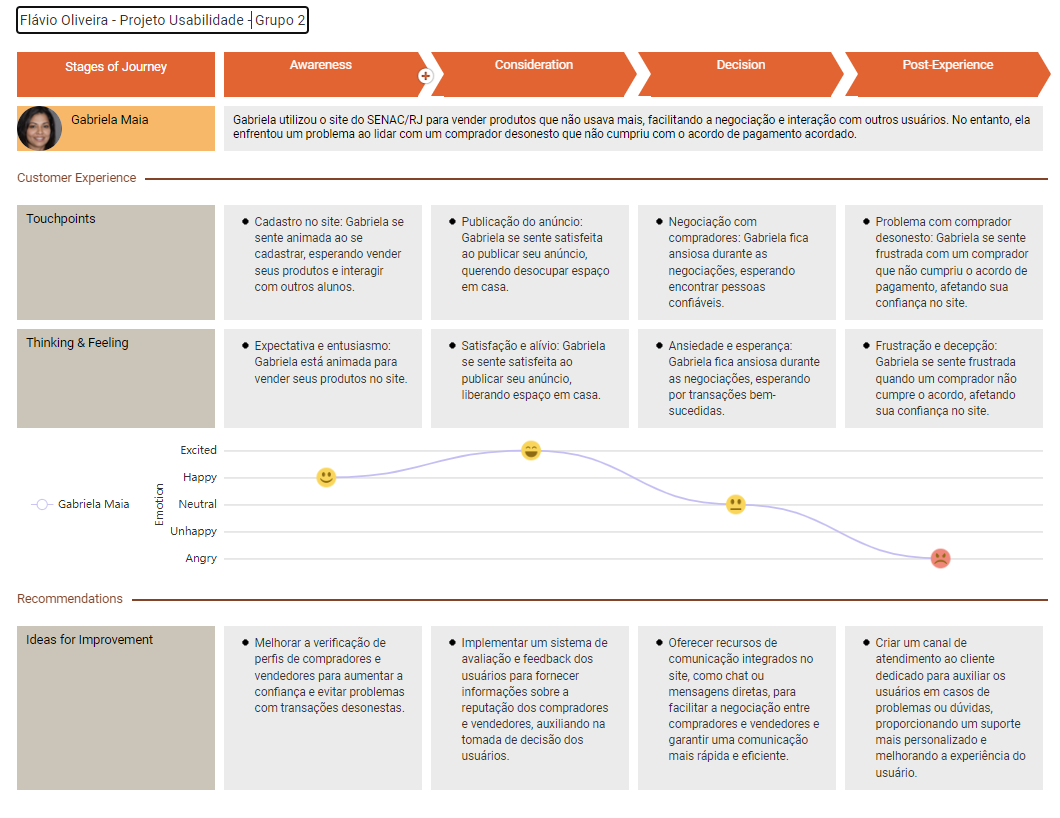 Flávio Oliveira - Projeto Usabilidade - Grupo 2
Stages of Journey
Awareness
Consideration
Decision
Post-Experience
Gabriela Maia
Gabriela utilizou o site do SENAC/RJ para vender produtos que não usava mais, facilitando a negociação e interação com outros usuários. No entanto, ela
enfrentou um problema ao lidar com um comprador desonesto que não cumpriu com o acordo de pagamento acordado.
Customer Experience
Touchpoints
Cadastro no site: Gabriela se
sente animada ao se
cadastrar, esperando vender
seus produtos e interagir
com outros alunos.
Publicação do anúncio:
Gabriela se sente satisfeita
ao publicar seu anúncio,
querendo desocupar espaço
em casa.
Negociação com
compradores: Gabriela fica
ansiosa durante as
negociações, esperando
encontrar pessoas
confiáveis.
Problema com comprador
desonesto: Gabriela se sente
frustrada com um comprador
que não cumpriu o acordo de
pagamento, afetando sua
confiança no site.
Thinking & Feeling
Expectativa e entusiasmo:
Gabriela está animada para
vender seus produtos no site.
Satisfação e alívio: Gabriela
se sente satisfeita ao
publicar seu anúncio,
liberando espaço em casa.
Ansiedade e esperança:
Gabriela fica ansiosa durante
as negociações, esperando
por transações bem-
sucedidas.
Frustração e decepção:
Gabriela se sente frustrada
quando um comprador não
cumpre o acordo, afetando
sua confiança no site.
Gabriela Maia
Emotion
Excited
Happy
Neutral
Unhappy
Angry
Recommendations
Ideas for Improvement
Melhorar a verificação de
perfis de compradores e
vendedores para aumentar a
confiança e evitar problemas
com transações desonestas.
Implementar um sistema de
avaliação e feedback dos
usuários para fornecer
informações sobre a
reputação dos compradores
e vendedores, auxiliando na
tomada de decisão dos
usuários.
Oferecer recursos de
comunicação integrados no
site, como chat ou
mensagens diretas, para
facilitar a negociação entre
compradores e vendedores e
garantir uma comunicação
mais rápida e eficiente.
Criar um canal de
atendimento ao cliente
dedicado para auxiliar os
usuários em casos de
problemas ou dúvidas,
proporcionando um suporte
mais personalizado e
melhorando a experiência do
usuário.